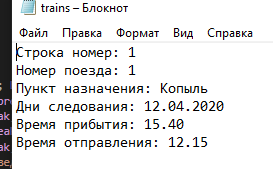 trains – Блокнот
Файл Правка Формат Вид Справка
Строка номер: 1
Номер поезда: 1
Пункт назначения: Копыль
Дни следования: 12.04.2020
Время прибытия: 15.40
Время отправления: 12.15